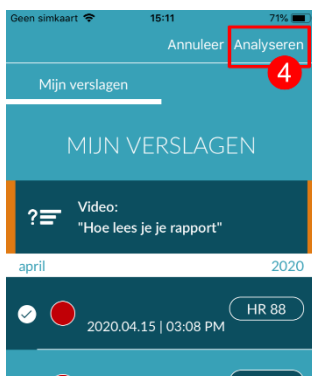 Geen simkaart 15:11 71%
Annuleer Analyseren
4
Mijn verslagen
MIJN VERSLAGEN
?
Video:
"Hoe lees je je rapport"
april 2020
HR 88
2020.04.15 | 03:08 PM